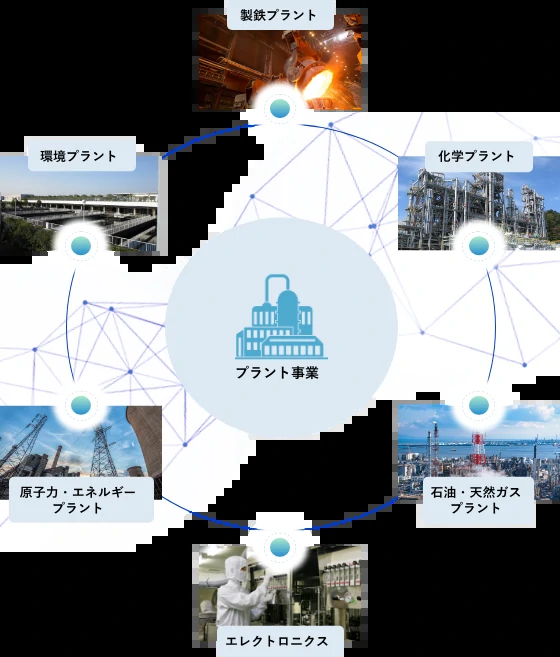 製鉄プラント
環境プラント
化学プラント
プラント事業
原子力・エネルギー
プラント
石油・天然ガス
プラント
エレクトロニクス